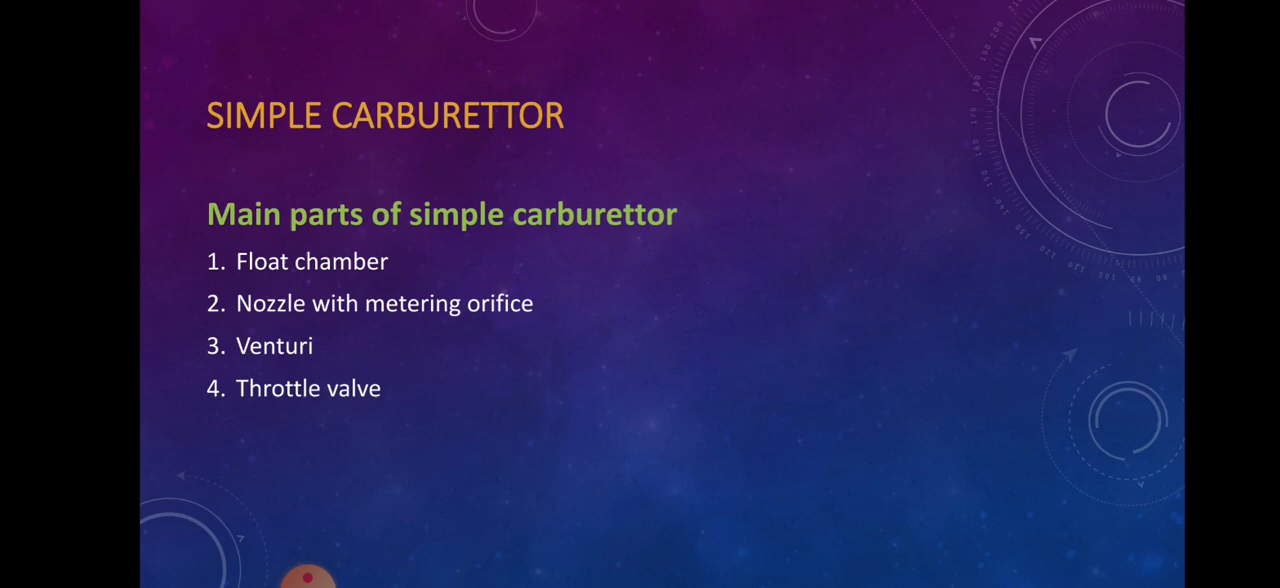 SIMPLE CARBURETTOR
Main parts of simple carburettor
1. Float chamber
2. Nozzle with metering orifice
3. Venturi
4. Throttle valve